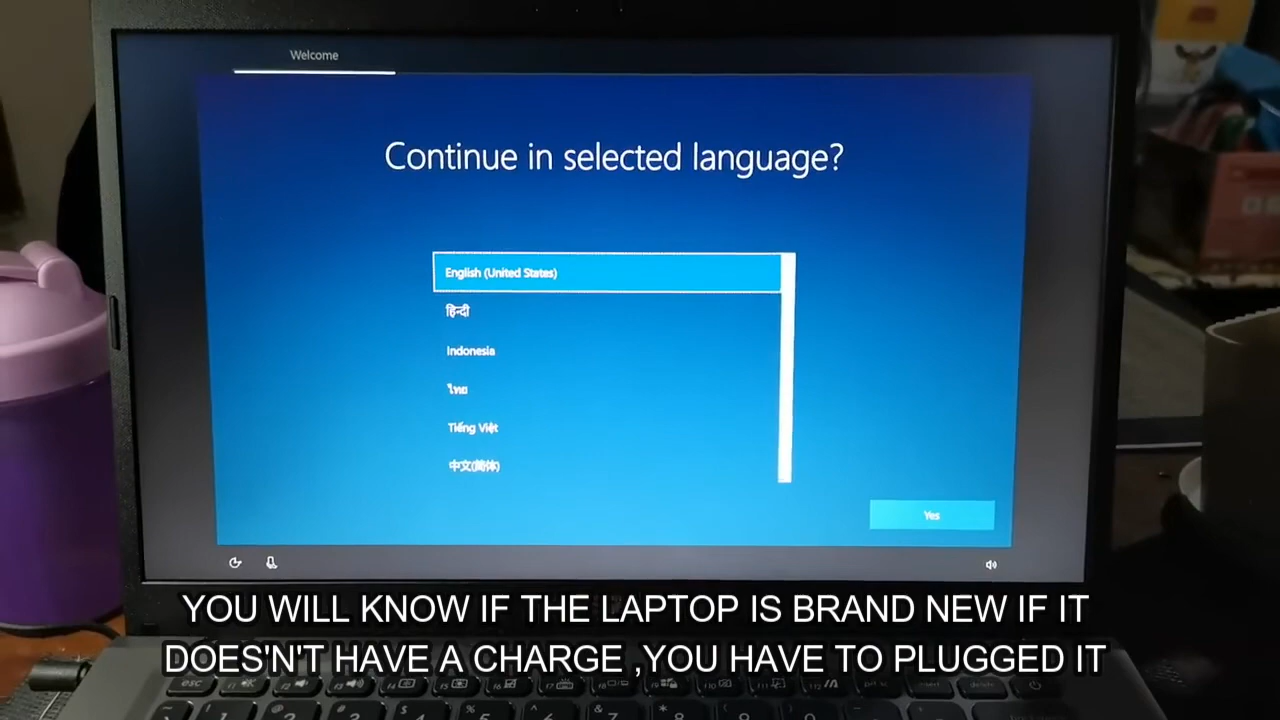 Welcome
Continue in selected language?
English (United States)
हिन्दी
Indonesia
ไทย
Tiếng Việt
中文(简体)
Yes
YOU WILL KNOW IF THE LAPTOP IS BRAND NEW IF IT
DOES'N'T HAVE A CHARGE ,YOU HAVE TO PLUGGED IT
esc